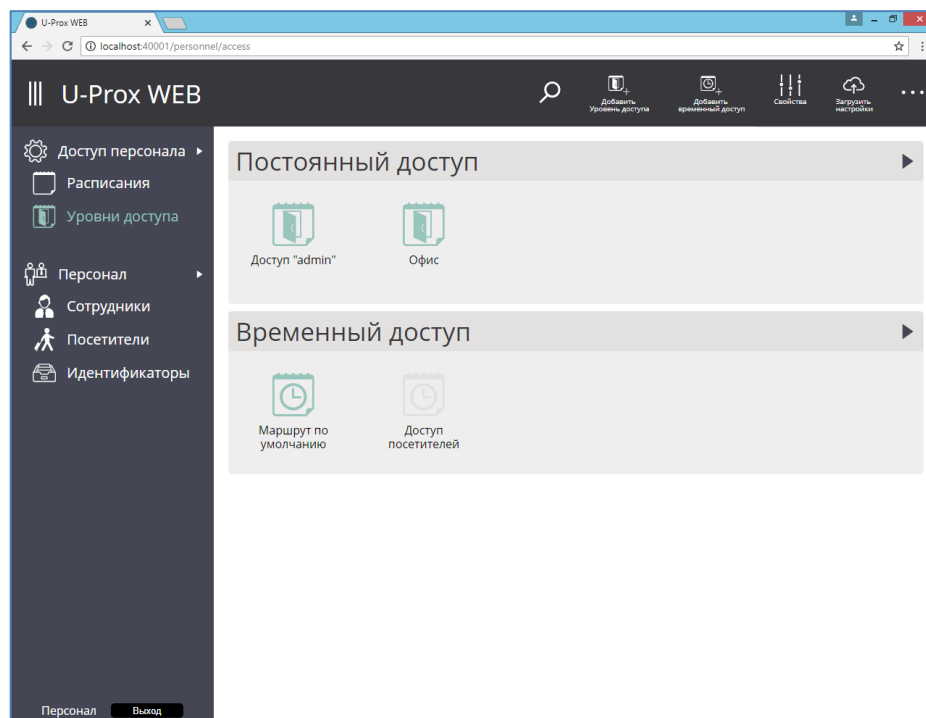 U-Prox WEB
localhost:40001/personnel/access
U-Prox WEB
Добавить
Уровень доступа
Добавить
временный доступ
Свойства
Загрузить
настройки
Доступ персонала
Расписания
Уровни доступа
Персонал
Сотрудники
Посетители
Идентификаторы
Постоянный доступ
Доступ "admin"
Офис
Временный доступ
Маршрут по
умолчанию
Доступ
посетителей
Персонал
Выход